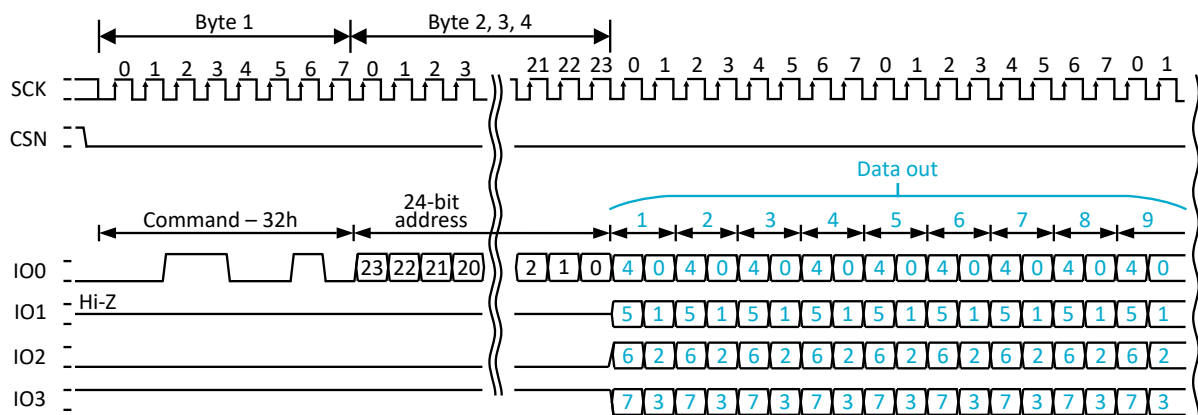 Byte 1 Byte 2, 3, 4
0 1 2 3 4 5 6 7 0 1 2 3 21 22 23 0 1 2 3 4 5 6 7 0 1 2 3 4 5 6 7 0 1
SCK
CSN
Data out
24-bit
Command – 32h address 1 2 3 4 5 6 7 8 9
IO0 23 22 21 20 2 1 0 4 0 4 0 4 0 4 0 4 0 4 0 4 0 4 0 4 0
Hi-Z
IO1 5 1 5 1 5 1 5 1 5 1 5 1 5 1 5 1 5 1
IO2 6 2 6 2 6 2 6 2 6 2 6 2 6 2 6 2 6 2
IO3 7 3 7 3 7 3 7 3 7 3 7 3 7 3 7 3 7 3